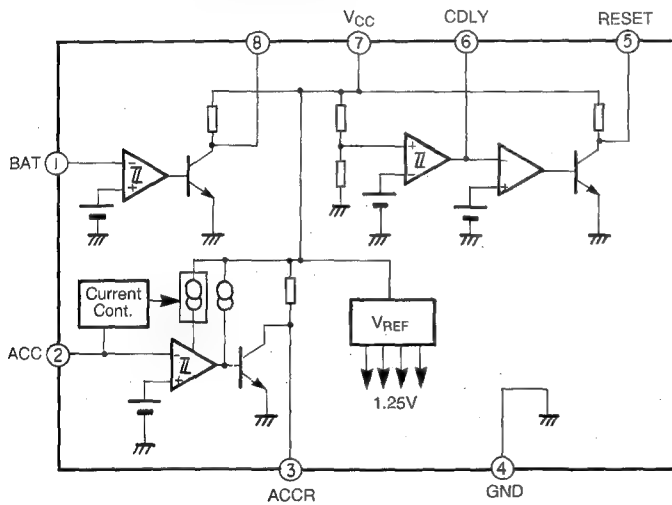 VCC CDLY RESET
8 7 6 5
BAT 1
- +
+ -
- +
Current Cont.
ACC 2
- +
VREF
1.25V
3 4
ACCR GND